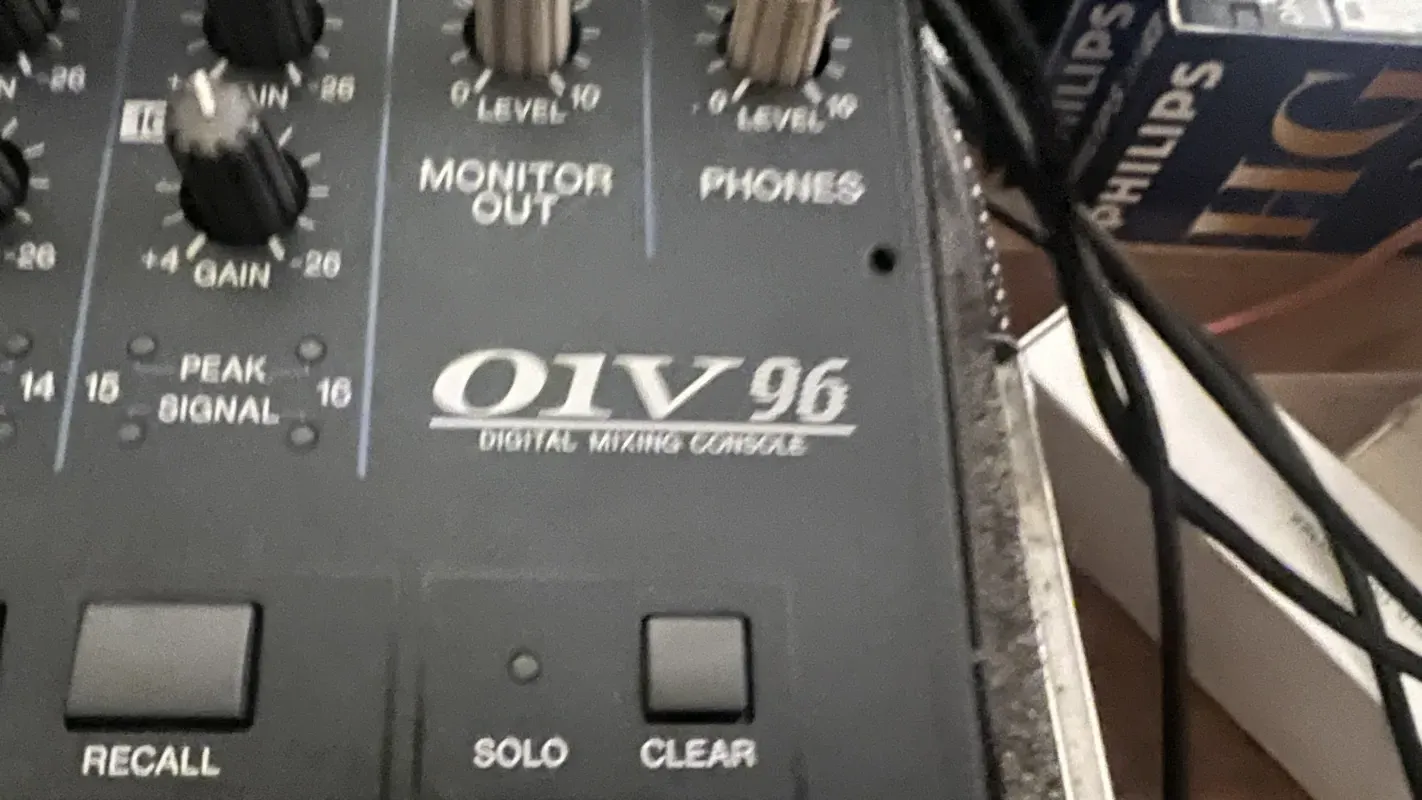 -26
-26
0 LEVEL 10
0 LEVEL 10
MONITOR
OUT
PHONES
-26
+4 GAIN -26
14
15
PEAK
SIGNAL
16
01V 96
DIGITAL MIXING CONSOLE
RECALL
SOLO
CLEAR
PHILIPS
PHILIPS